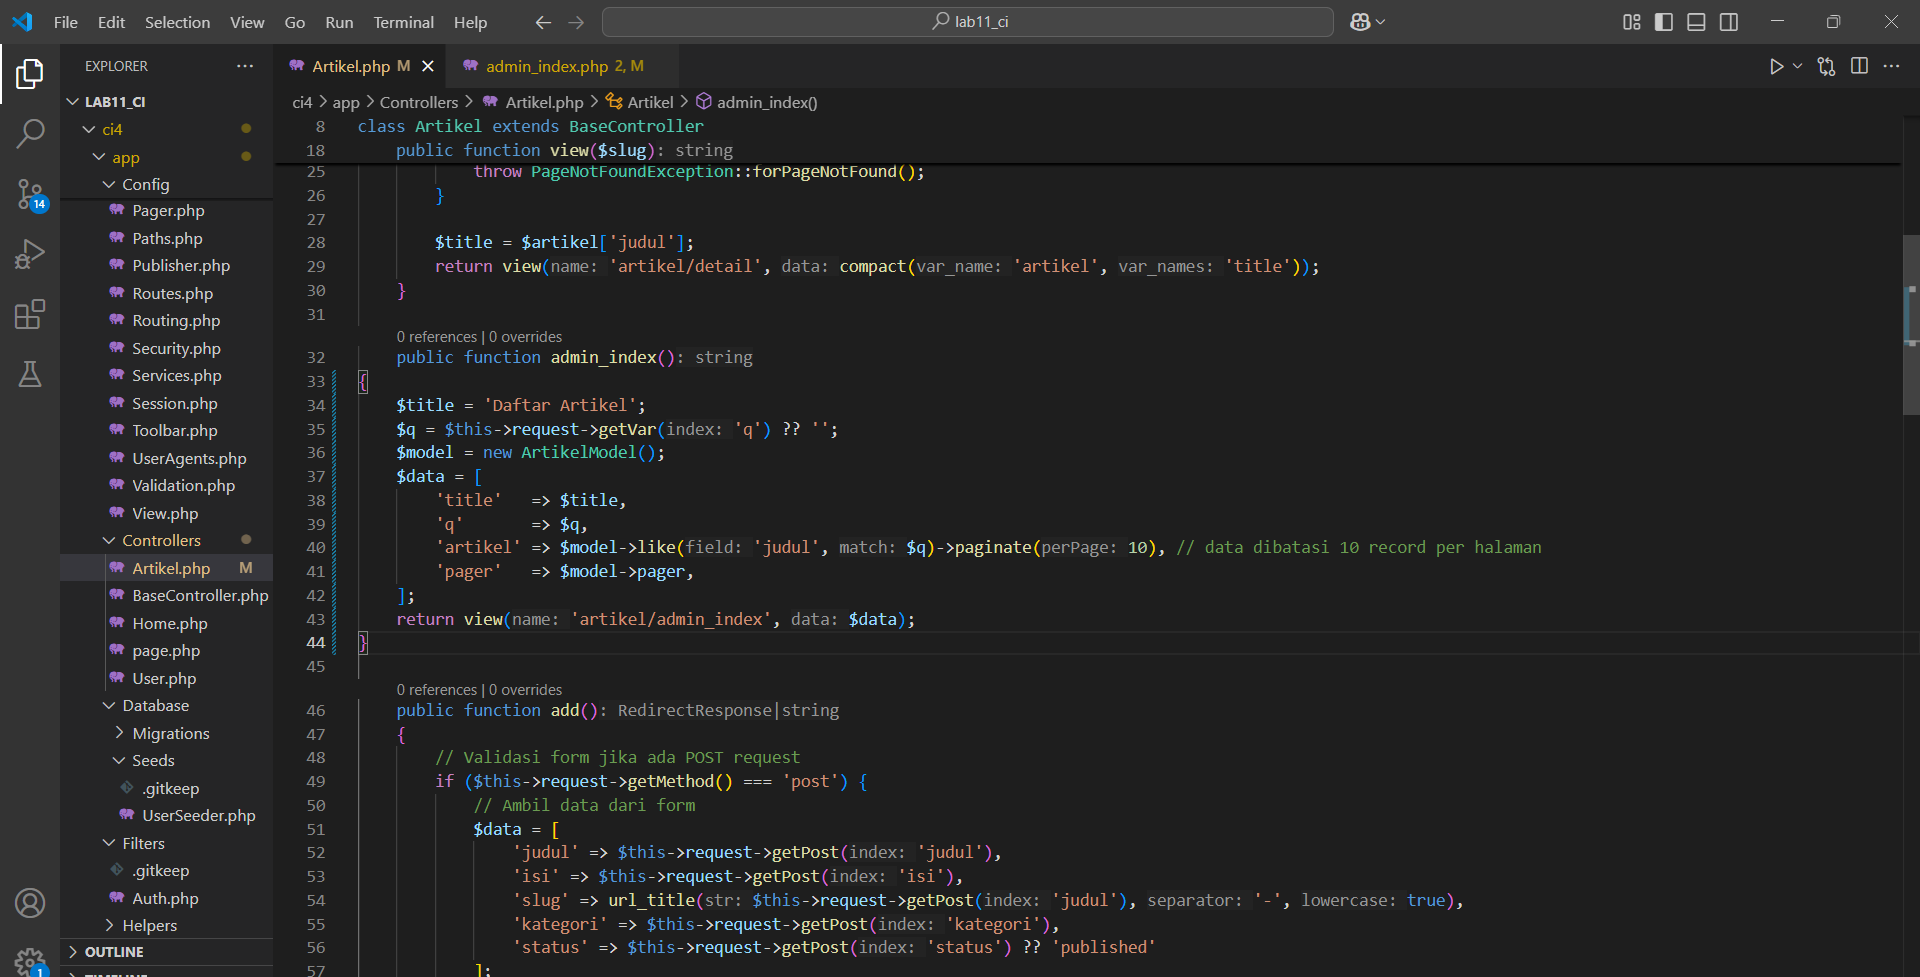 File Edit Selection View Go Run Terminal Help
lab11_ci
EXPLORER
LAB11_CI
ci4
app
Config
Pager.php
Paths.php
Publisher.php
Routes.php
Routing.php
Security.php
Services.php
Session.php
Toolbar.php
UserAgents.php
Validation.php
View.php
Controllers
Artikel.php M
BaseController.php
Home.php
page.php
User.php
Database
Migrations
Seeds
.gitkeep
UserSeeder.php
Filters
.gitkeep
Auth.php
Helpers
OUTLINE
TIMELINE
14
1
Artikel.php M
admin_index.php 2, M
ci4 > app > Controllers > Artikel.php > Artikel > admin_index()
8 class Artikel extends BaseController
18 public function view($slug): string
25 throw PageNotFoundException::forPageNotFound();
26 }
27
28 $title = $artikel['judul'];
29 return view(name: 'artikel/detail', data: compact(var_name: 'artikel', var_names: 'title'));
30 }
31
0 references | 0 overrides
32 public function admin_index(): string
33 {
34 $title = 'Daftar Artikel';
35 $q = $this->request->getVar(index: 'q') ?? '';
36 $model = new ArtikelModel();
37 $data = [
38 'title' => $title,
39 'q' => $q,
40 'artikel' => $model->like(field: 'judul', match: $q)->paginate(perPage: 10), // data dibatasi 10 record per halaman
41 'pager' => $model->pager,
42 ];
43 return view(name: 'artikel/admin_index', data: $data);
44 }
45
0 references | 0 overrides
46 public function add(): RedirectResponse|string
47 {
48 // Validasi form jika ada POST request
49 if ($this->request->getMethod() === 'post') {
50 // Ambil data dari form
51 $data = [
52 'judul' => $this->request->getPost(index: 'judul'),
53 'isi' => $this->request->getPost(index: 'isi'),
54 'slug' => url_title(str: $this->request->getPost(index: 'judul'), separator: '-', lowercase: true),
55 'kategori' => $this->request->getPost(index: 'kategori'),
56 'status' => $this->request->getPost(index: 'status') ?? 'published'
57 ];